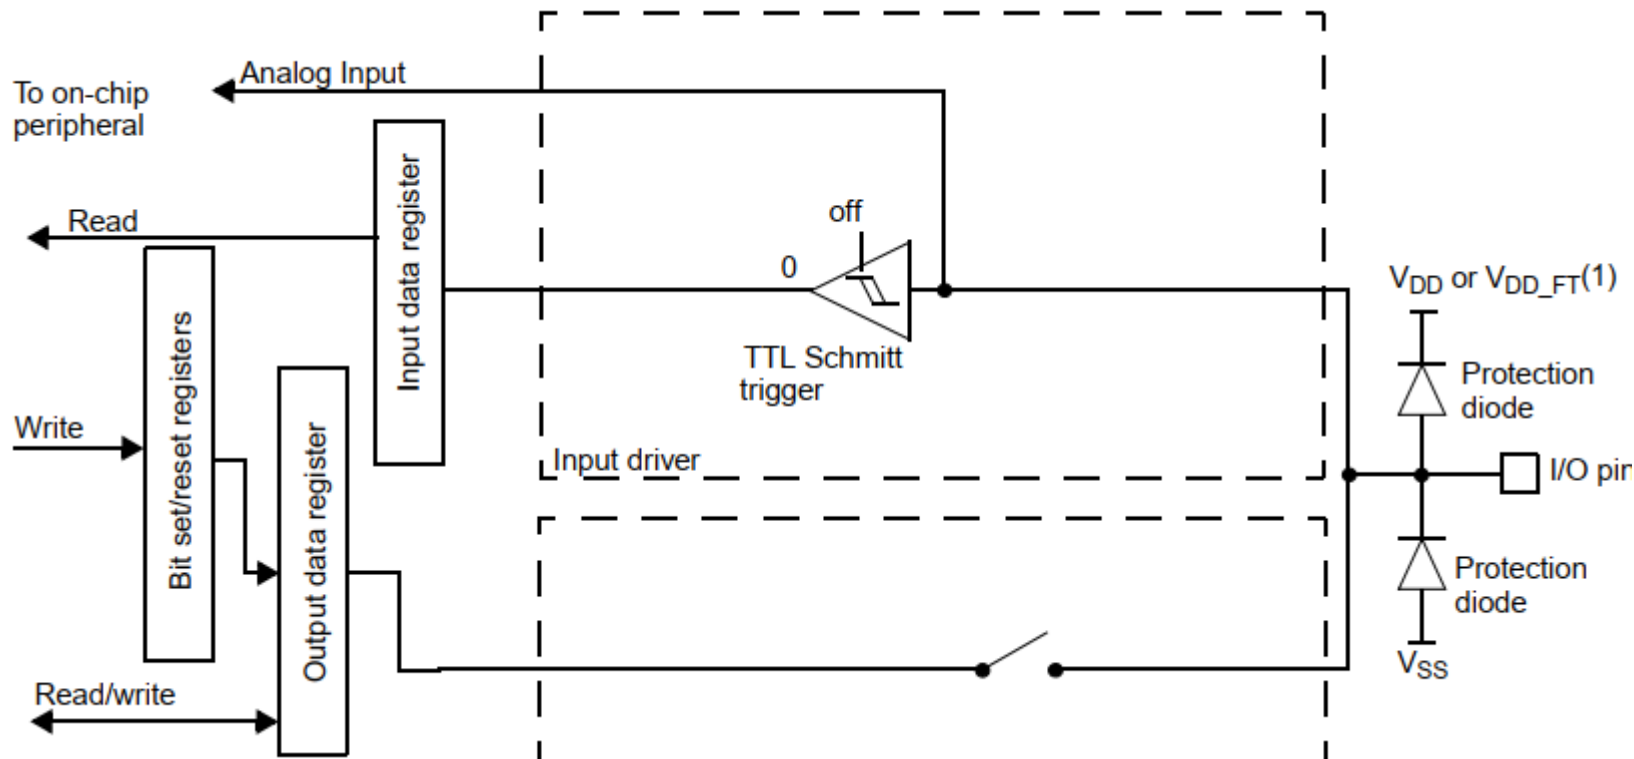 Analog Input
To on-chip
peripheral
Input data register
Read
off
0
TTL Schmitt
trigger
Input driver
VDD or VDD_FT(1)
Protection
diode
I/O pin
Bit set/reset registers
Write
Output data register
Protection
diode
VSS
Read/write